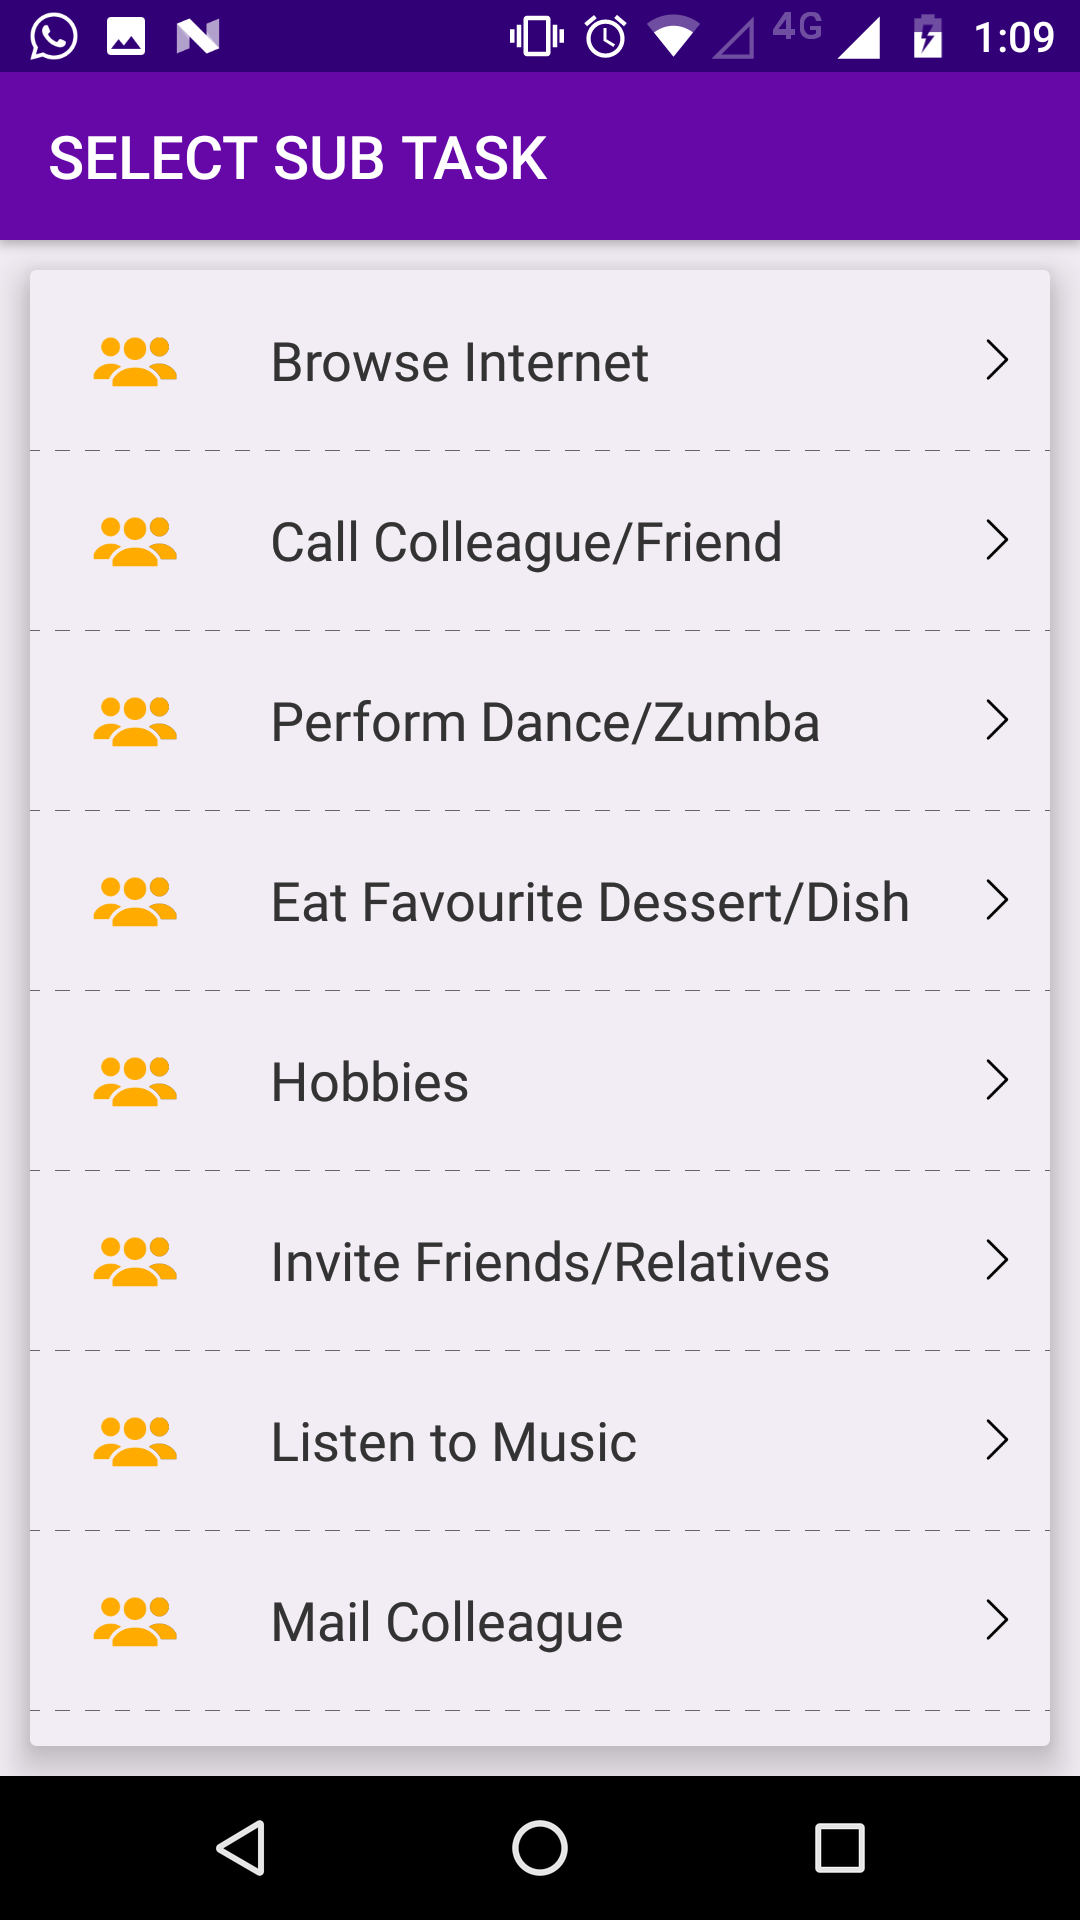 4G 1:09
SELECT SUB TASK
Browse Internet
Call Colleague/Friend
Perform Dance/Zumba
Eat Favourite Dessert/Dish
Hobbies
Invite Friends/Relatives
Listen to Music
Mail Colleague